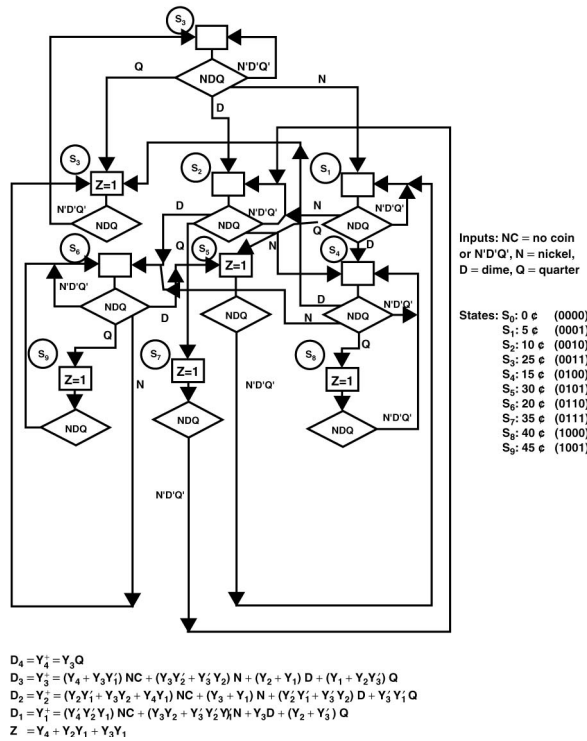 S₃
Q
NDQ
N'D'Q'
N
D
S₃
Z=1
S₂
S₁
N'D'Q'
NDQ
D
NDQ
N'D'Q'
N
N'D'Q'
NDQ
Q
S₆
Q
S₅
N
D
S₄
Z=1
N'D'Q'
NDQ
D
NDQ
N
D
NDQ
N'D'Q'
Q
Q
S₉
Z=1
N
S₇
Z=1
N'D'Q'
S₈
Z=1
NDQ
NDQ
NDQ
N'D'Q'
N'D'Q'
Inputs: NC = no coin
or N'D'Q', N = nickel,
D = dime, Q = quarter
States: S₀: 0 ¢ (0000)
S₁: 5 ¢ (0001)
S₂: 10 ¢ (0010)
S₃: 25 ¢ (0011)
S₄: 15 ¢ (0100)
S₅: 30 ¢ (0101)
S₆: 20 ¢ (0110)
S₇: 35 ¢ (0111)
S₈: 40 ¢ (1000)
S₉: 45 ¢ (1001)
D₄ = Y₄⁺ = Y₃Q
D₃ = Y₃⁺ = (Y₄ + Y₃Y₁′) NC + (Y₃Y₂′ + Y₃′Y₂) N + (Y₂ + Y₁) D + (Y₁ + Y₂Y₃′) Q
D₂ = Y₂⁺ = (Y₂Y₁′ + Y₃Y₂ + Y₄Y₁) NC + (Y₃ + Y₁) N + (Y₂′Y₁′ + Y₃′Y₂) D + Y₃′Y₁′Q
D₁ = Y₁⁺ = (Y₄′Y₂′Y₁) NC + (Y₃Y₂ + Y₃′Y₂′Y₁′)N + Y₃D + (Y₂ + Y₃′) Q
Z = Y₄ + Y₂Y₁ + Y₃Y₁